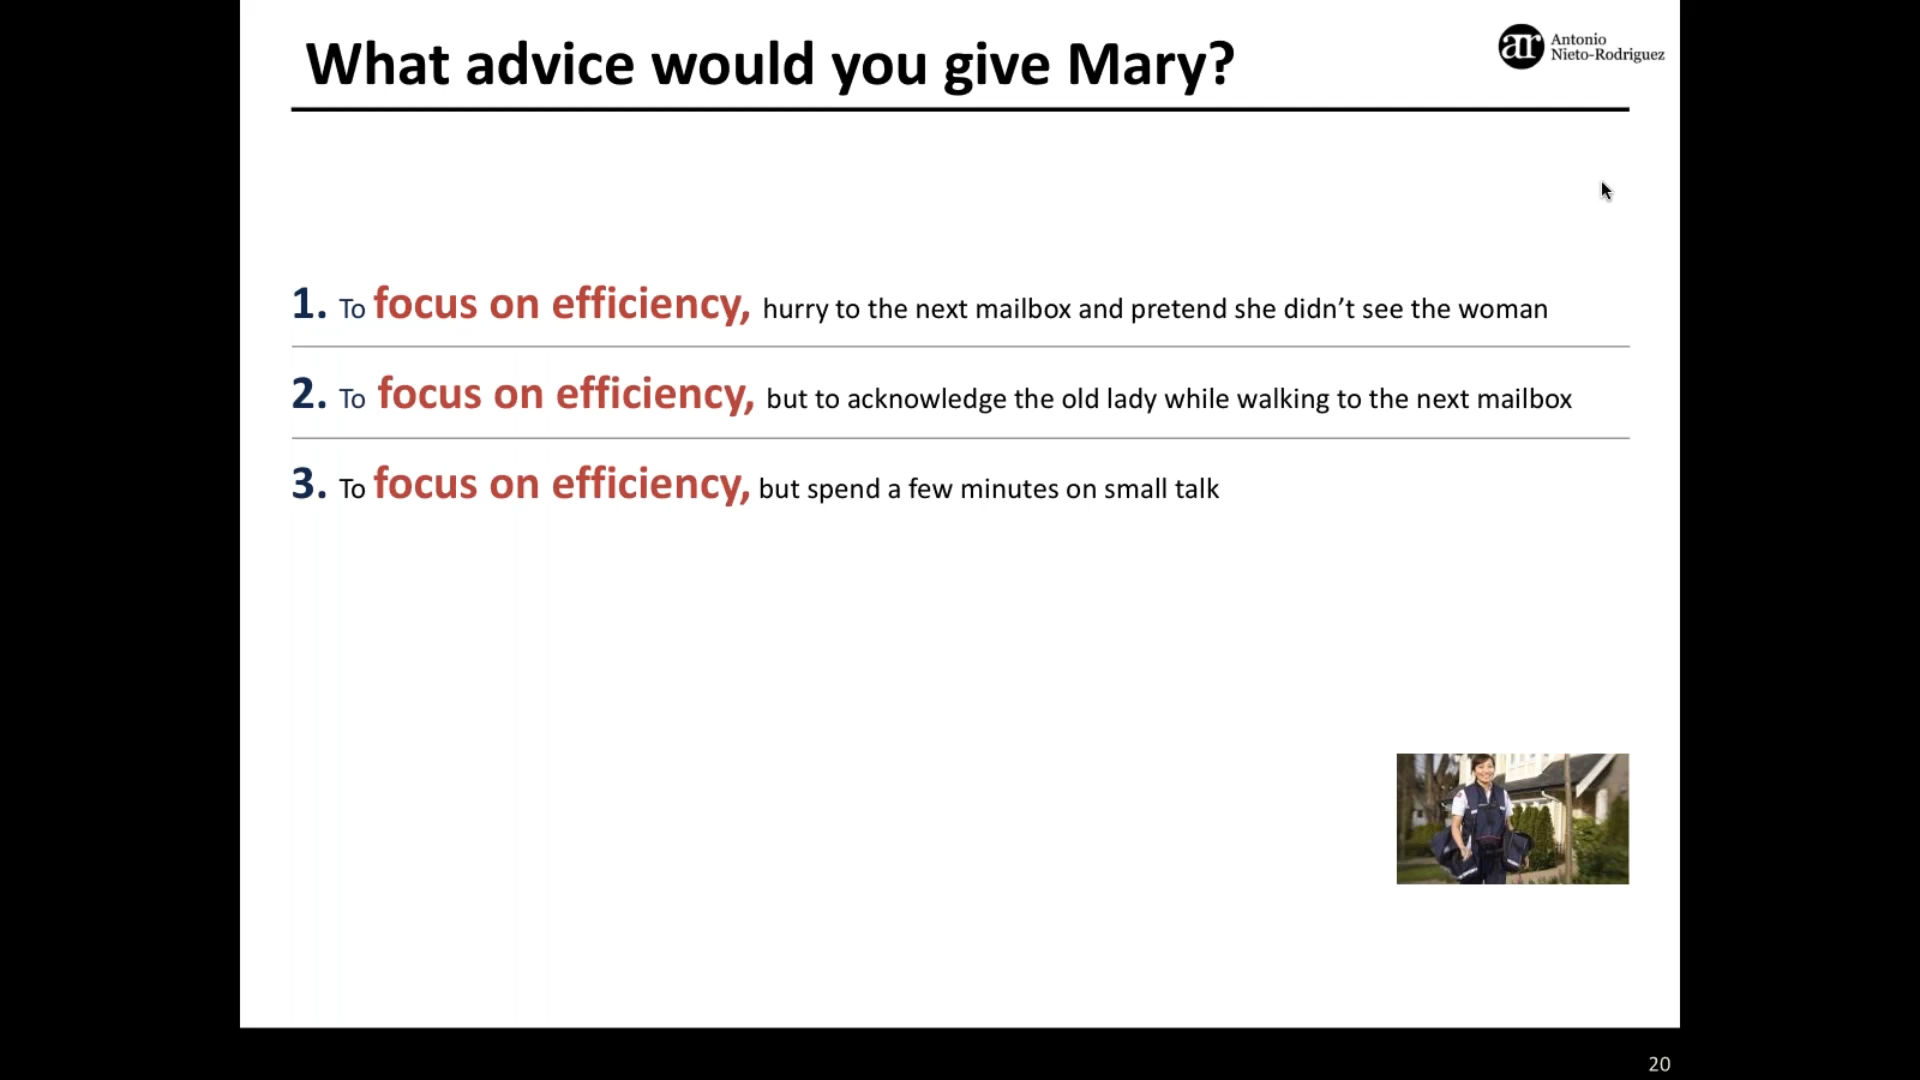 What advice would you give Mary?
ar Antonio
Nieto-Rodriguez
1. To focus on efficiency, hurry to the next mailbox and pretend she didn’t see the woman
2. To focus on efficiency, but to acknowledge the old lady while walking to the next mailbox
3. To focus on efficiency, but spend a few minutes on small talk
20